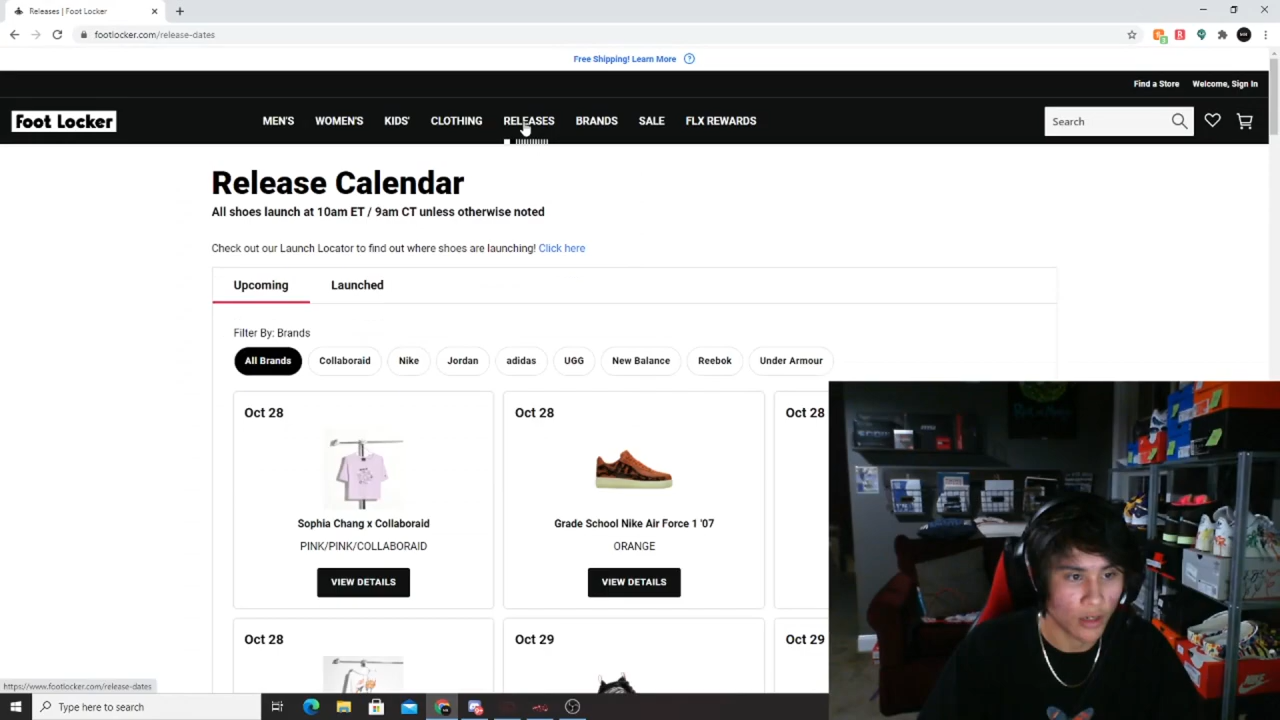 Releases | Foot Locker
footlocker.com/release-dates
Free Shipping! Learn More
Find a Store
Welcome, Sign In
Foot Locker
MEN'S
WOMEN'S
KIDS'
CLOTHING
RELEASES
BRANDS
SALE
FLX REWARDS
Search
Release Calendar
All shoes launch at 10am ET / 9am CT unless otherwise noted
Check out our Launch Locator to find out where shoes are launching! Click here
Upcoming
Launched
Filter By: Brands
All Brands
Collaboraid
Nike
Jordan
adidas
UGG
New Balance
Reebok
Under Armour
Oct 28
Oct 28
Oct 28
Sophia Chang x Collaboraid
Grade School Nike Air Force 1 '07
PINK/PINK/COLLABORAID
ORANGE
VIEW DETAILS
VIEW DETAILS
Oct 28
Oct 29
Oct 29
https://www.footlocker.com/release-dates
Type here to search